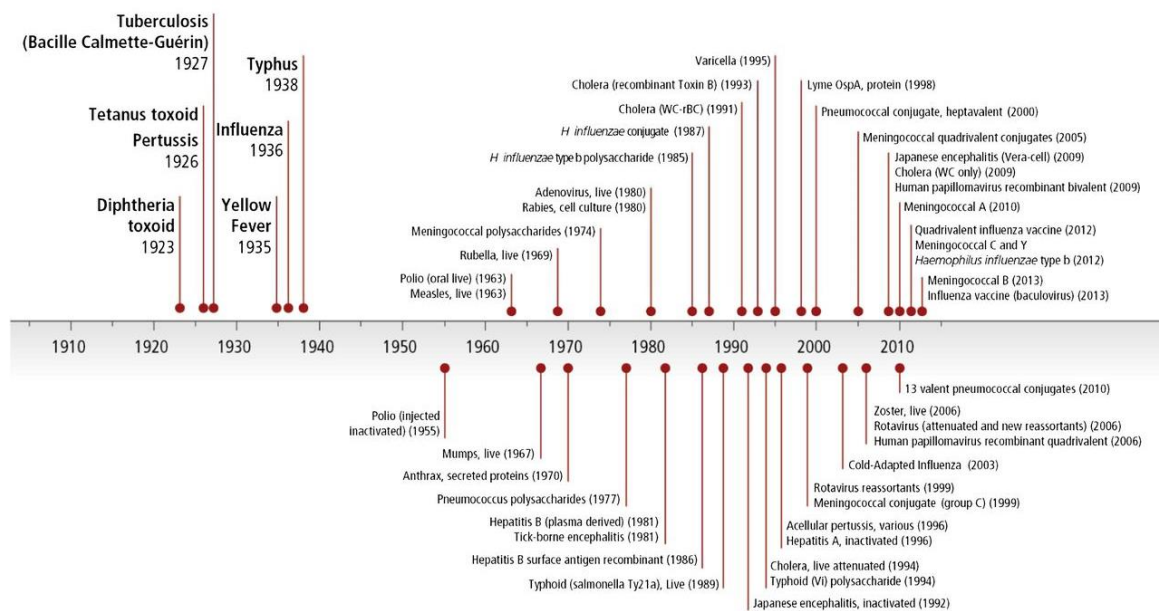 Tuberculosis
(Bacille Calmette-Guérin)
1927
Typhus
1938
Tetanus toxoid
Pertussis
1926
Influenza
1936
Diphtheria
toxoid
1923
Yellow
Fever
1935
Varicella (1995)
Cholera (recombinant Toxin B) (1993)
Cholera (WC-rBC) (1991)
H influenzae conjugate (1987)
H influenzae type b polysaccharide (1985)
Adenovirus, live (1980)
Rabies, cell culture (1980)
Meningococcal polysaccharides (1974)
Rubella, live (1969)
Polio (oral live) (1963)
Measles, live (1963)
Lyme OspA, protein (1998)
Pneumococcal conjugate, heptavalent (2000)
Meningococcal quadrivalent conjugates (2005)
Japanese encephalitis (Vera-cell) (2009)
Cholera (WC only) (2009)
Human papillomavirus recombinant bivalent (2009)
Meningococcal A (2010)
Quadrivalent influenza vaccine (2012)
Meningococcal C and Y
Haemophilus influenzae type b (2012)
Meningococcal B (2013)
Influenza vaccine (baculovirus) (2013)
1910 1920 1930 1940 1950 1960 1970 1980 1990 2000 2010
Polio (injected
inactivated) (1955)
Mumps, live (1967)
Anthrax, secreted proteins (1970)
Pneumococcus polysaccharides (1977)
Hepatitis B (plasma derived) (1981)
Tick-borne encephalitis (1981)
Hepatitis B surface antigen recombinant (1986)
Typhoid (salmonella Ty21a), Live (1989)
Japanese encephalitis, inactivated (1992)
13 valent pneumococcal conjugates (2010)
Zoster, live (2006)
Rotavirus (attenuated and new reassortants) (2006)
Human papillomavirus recombinant quadrivalent (2006)
Cold-Adapted Influenza (2003)
Rotavirus reassortants (1999)
Meningococcal conjugate (group C) (1999)
Acellular pertussis, various (1996)
Hepatitis A, inactivated (1996)
Cholera, live attenuated (1994)
Typhoid (Vi) polysaccharide (1994)